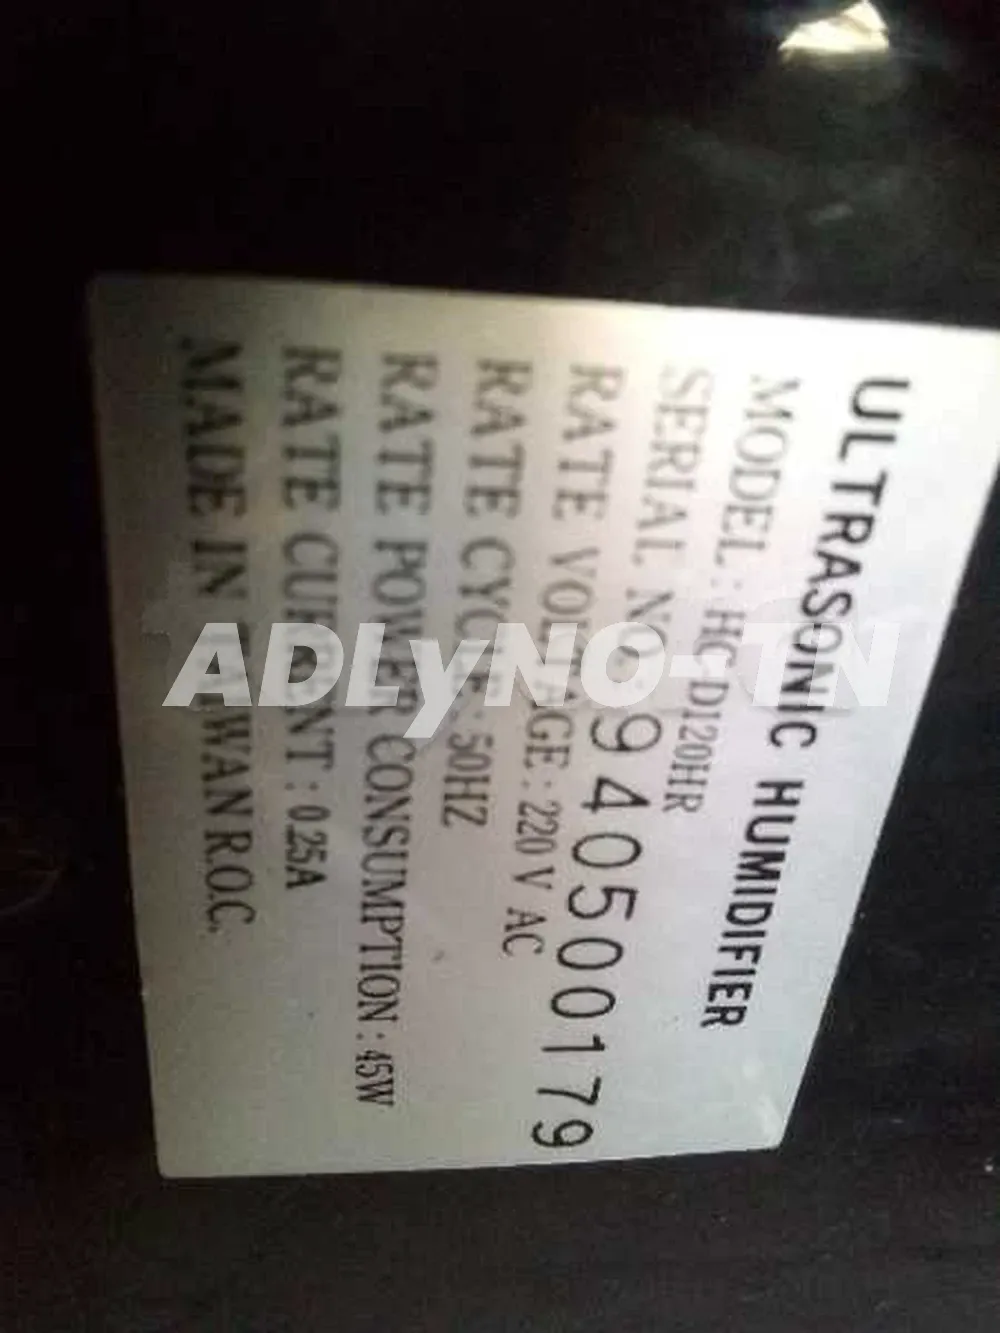 ULTRASONIC HUMIDIFIER
MODEL : HC-D120HR
SERIAL NO: 940500179
RATE VOLTAGE : 220 V AC
RATE CYCLE : 50HZ
RATE POWER CONSUMPTION : 45W
RATE CURRENT : 0.25A
MADE IN TAIWAN R.O.C.
ADLyNO-TN